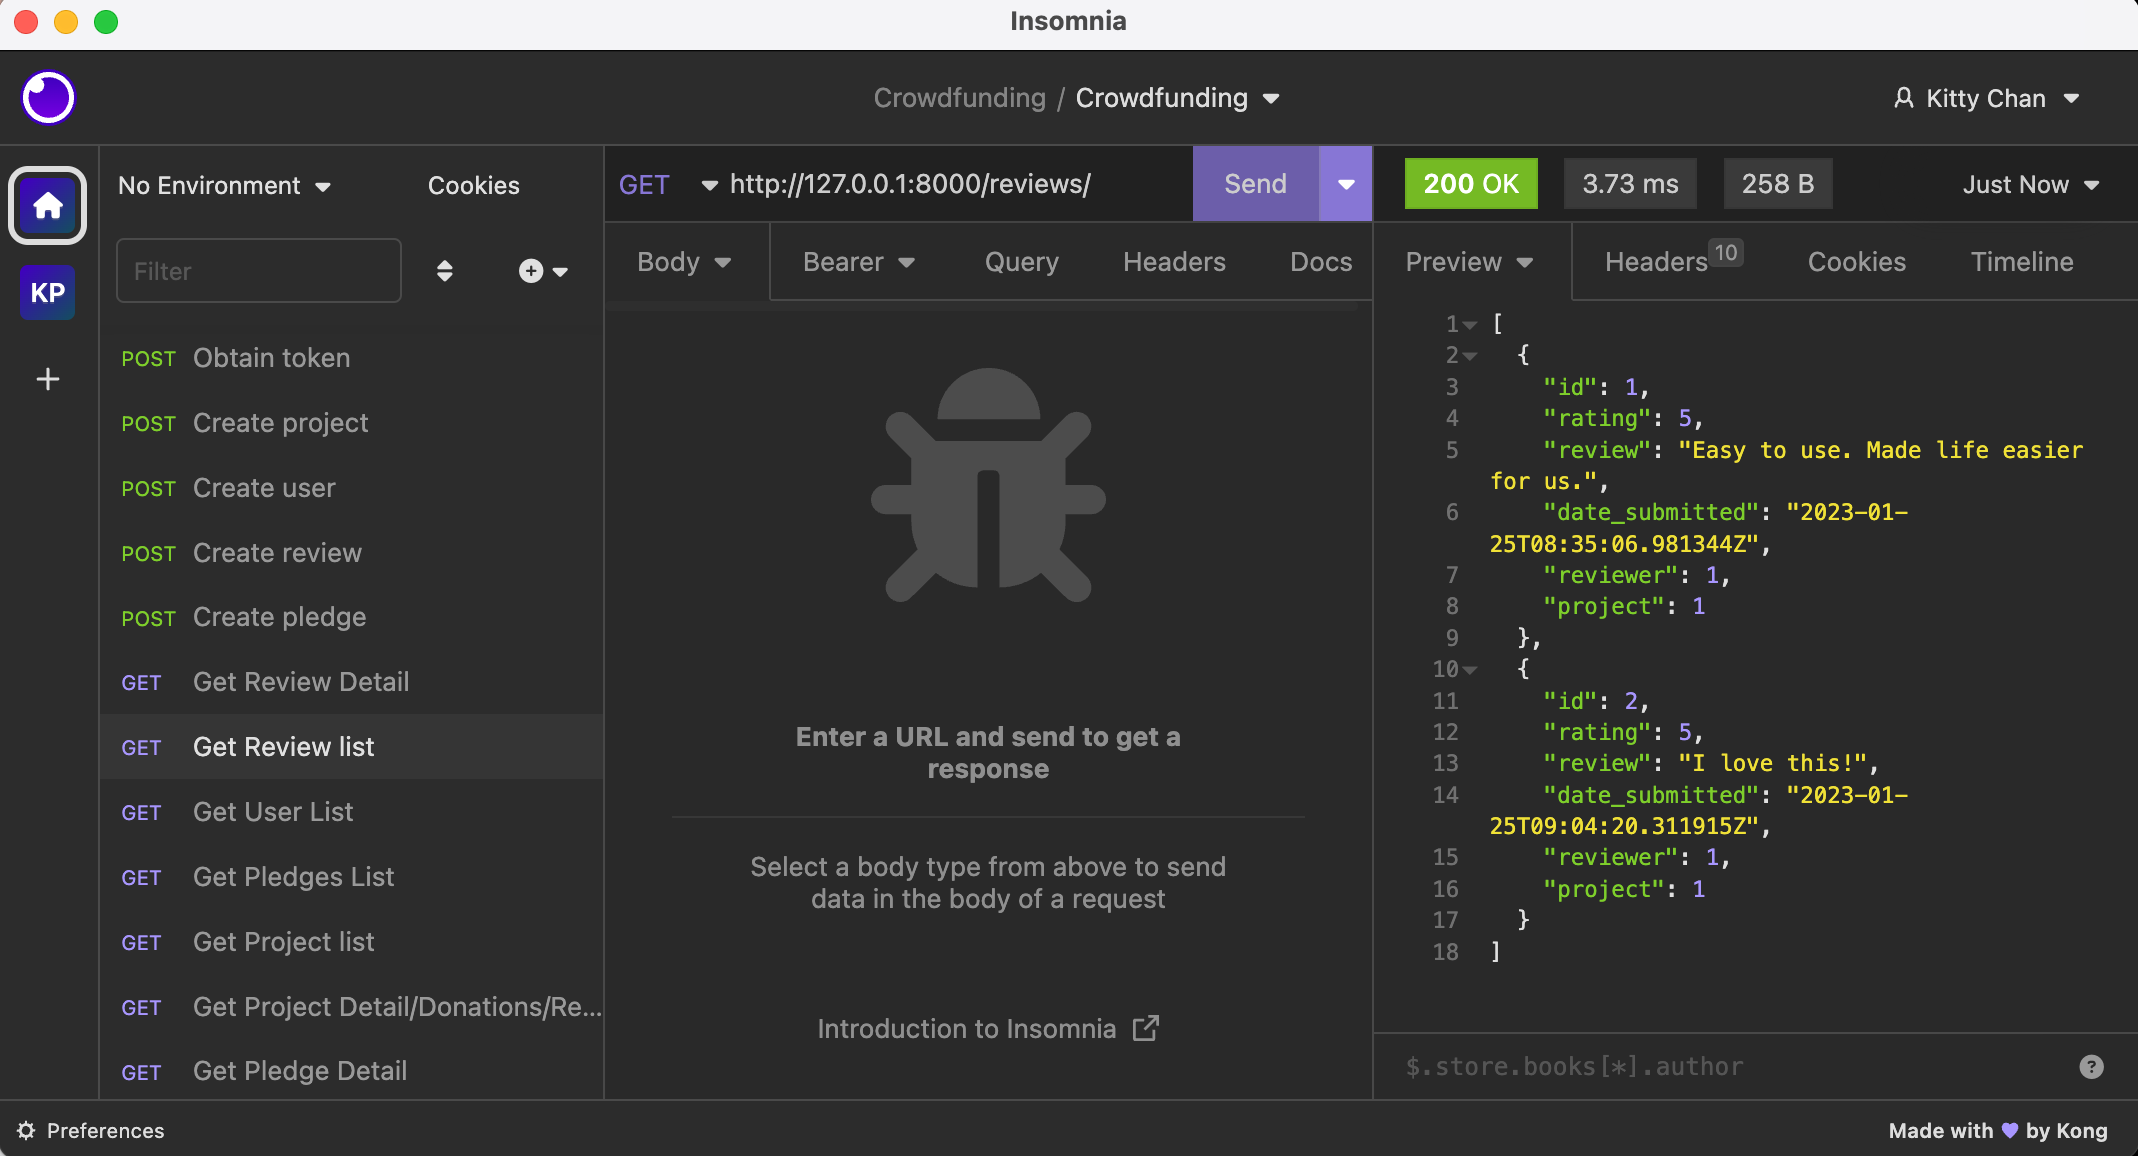 Insomnia
Crowdfunding / Crowdfunding
Kitty Chan
KP
No Environment
Cookies
Filter
POST Obtain token
POST Create project
POST Create user
POST Create review
POST Create pledge
GET Get Review Detail
GET Get Review list
GET Get User List
GET Get Pledges List
GET Get Project list
GET Get Project Detail/Donations/Re...
GET Get Pledge Detail
GET http://127.0.0.1:8000/reviews/ Send
Body Bearer Query Headers Docs
Enter a URL and send to get a
response
Select a body type from above to send
data in the body of a request
Introduction to Insomnia
200 OK 3.73 ms 258 B Just Now
Preview Headers 10 Cookies Timeline
1 [
2 {
3 "id": 1,
4 "rating": 5,
5 "review": "Easy to use. Made life easier
for us.",
6 "date_submitted": "2023-01-
25T08:35:06.981344Z",
7 "reviewer": 1,
8 "project": 1
9 },
10 {
11 "id": 2,
12 "rating": 5,
13 "review": "I love this!",
14 "date_submitted": "2023-01-
25T09:04:20.311915Z",
15 "reviewer": 1,
16 "project": 1
17 }
18 ]
$.store.books[*].author
?
Preferences
Made with 💜 by Kong